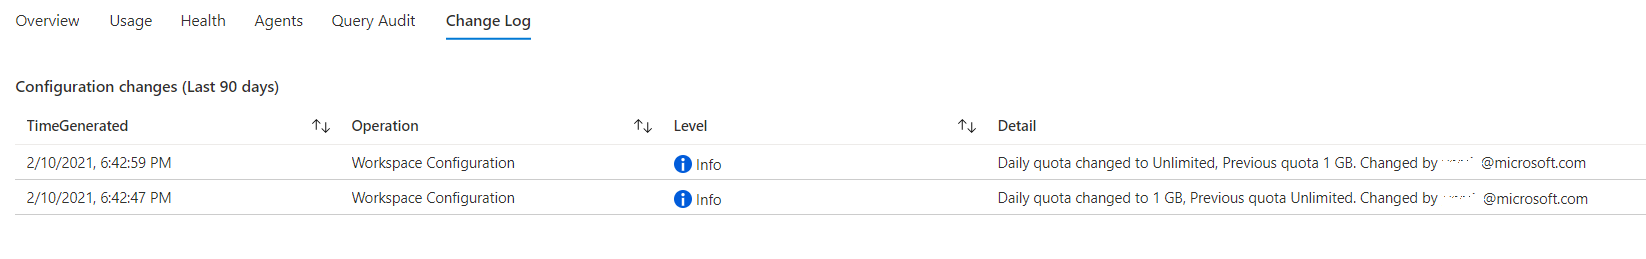 Overview Usage Health Agents Query Audit Change Log
Configuration changes (Last 90 days)
TimeGenerated Operation Level Detail
2/10/2021, 6:42:59 PM Workspace Configuration Info Daily quota changed to Unlimited, Previous quota 1 GB. Changed by @microsoft.com
2/10/2021, 6:42:47 PM Workspace Configuration Info Daily quota changed to 1 GB, Previous quota Unlimited. Changed by @microsoft.com